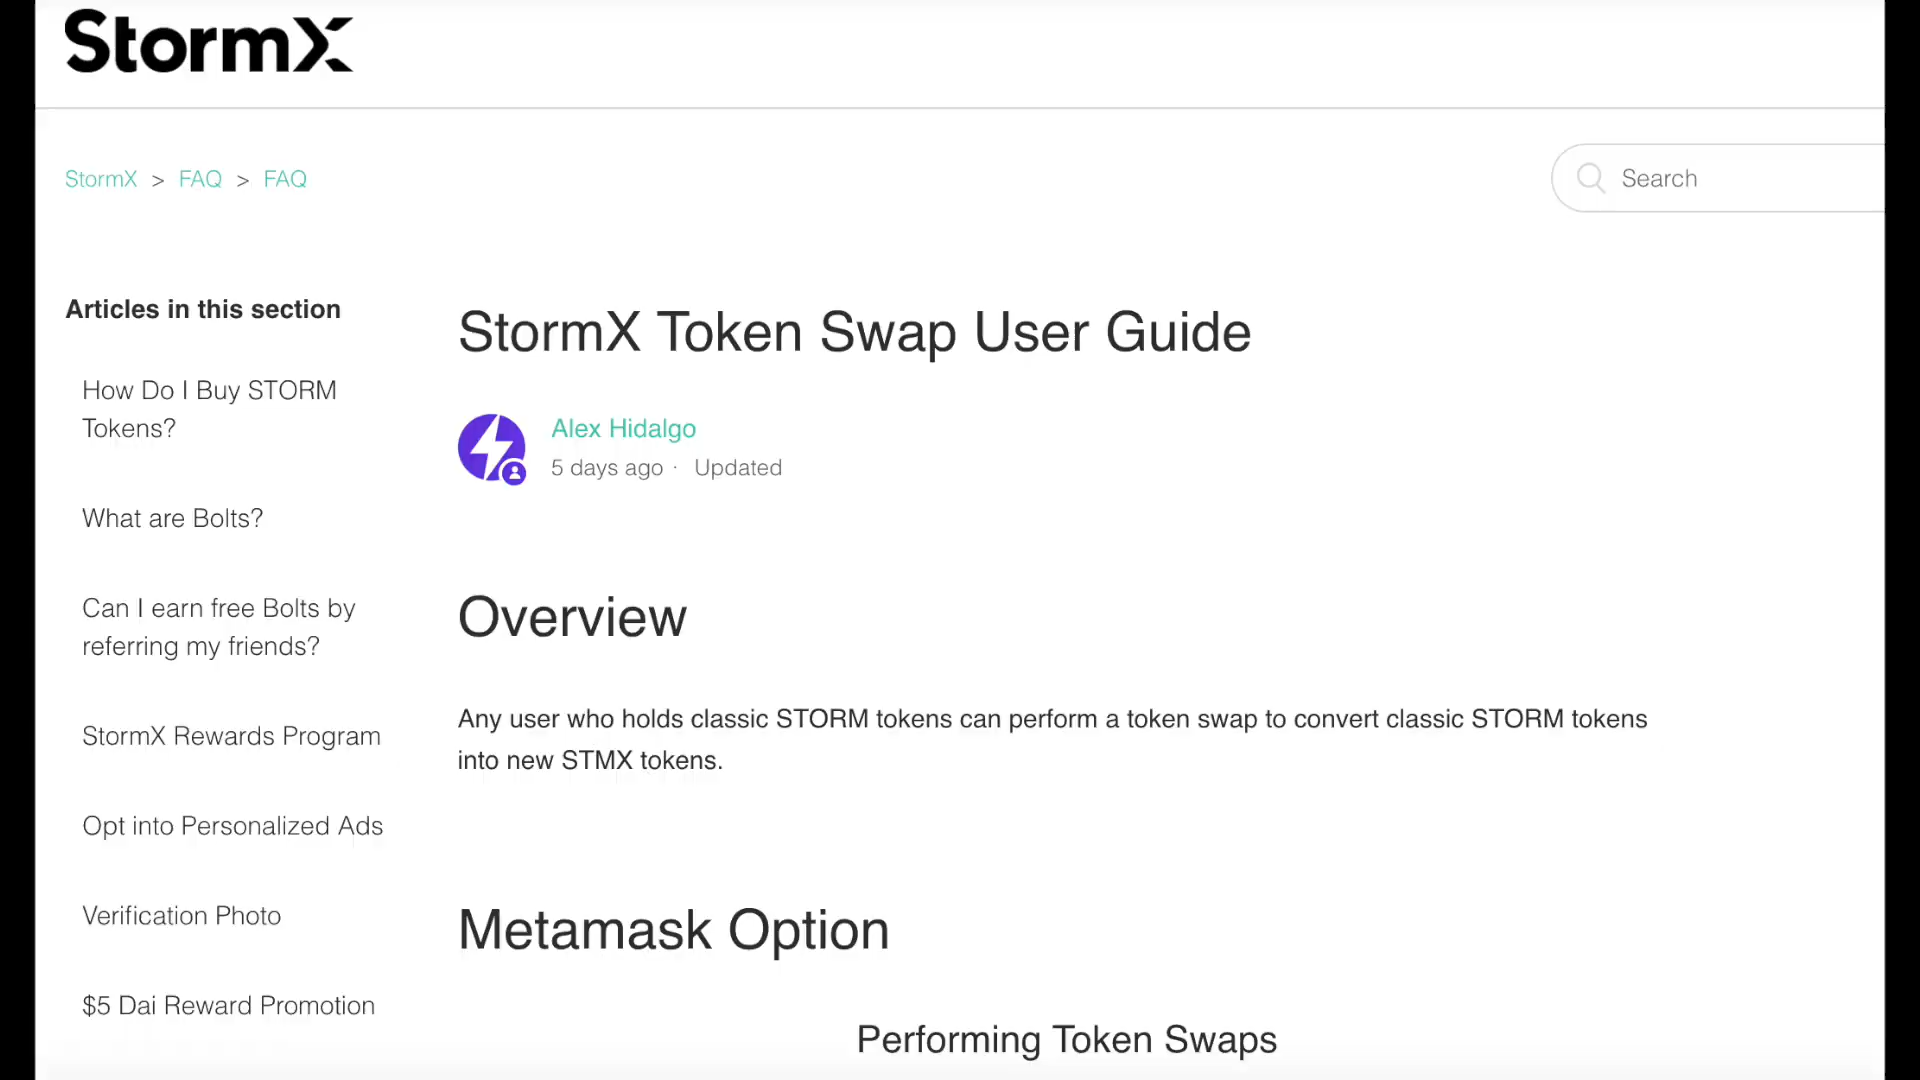 StormX
StormX > FAQ > FAQ
Search
Articles in this section
How Do I Buy STORM
Tokens?
What are Bolts?
Can I earn free Bolts by
referring my friends?
StormX Rewards Program
Opt into Personalized Ads
Verification Photo
$5 Dai Reward Promotion
StormX Token Swap User Guide
Alex Hidalgo
5 days ago · Updated
Overview
Any user who holds classic STORM tokens can perform a token swap to convert classic STORM tokens
into new STMX tokens.
Metamask Option
Performing Token Swaps